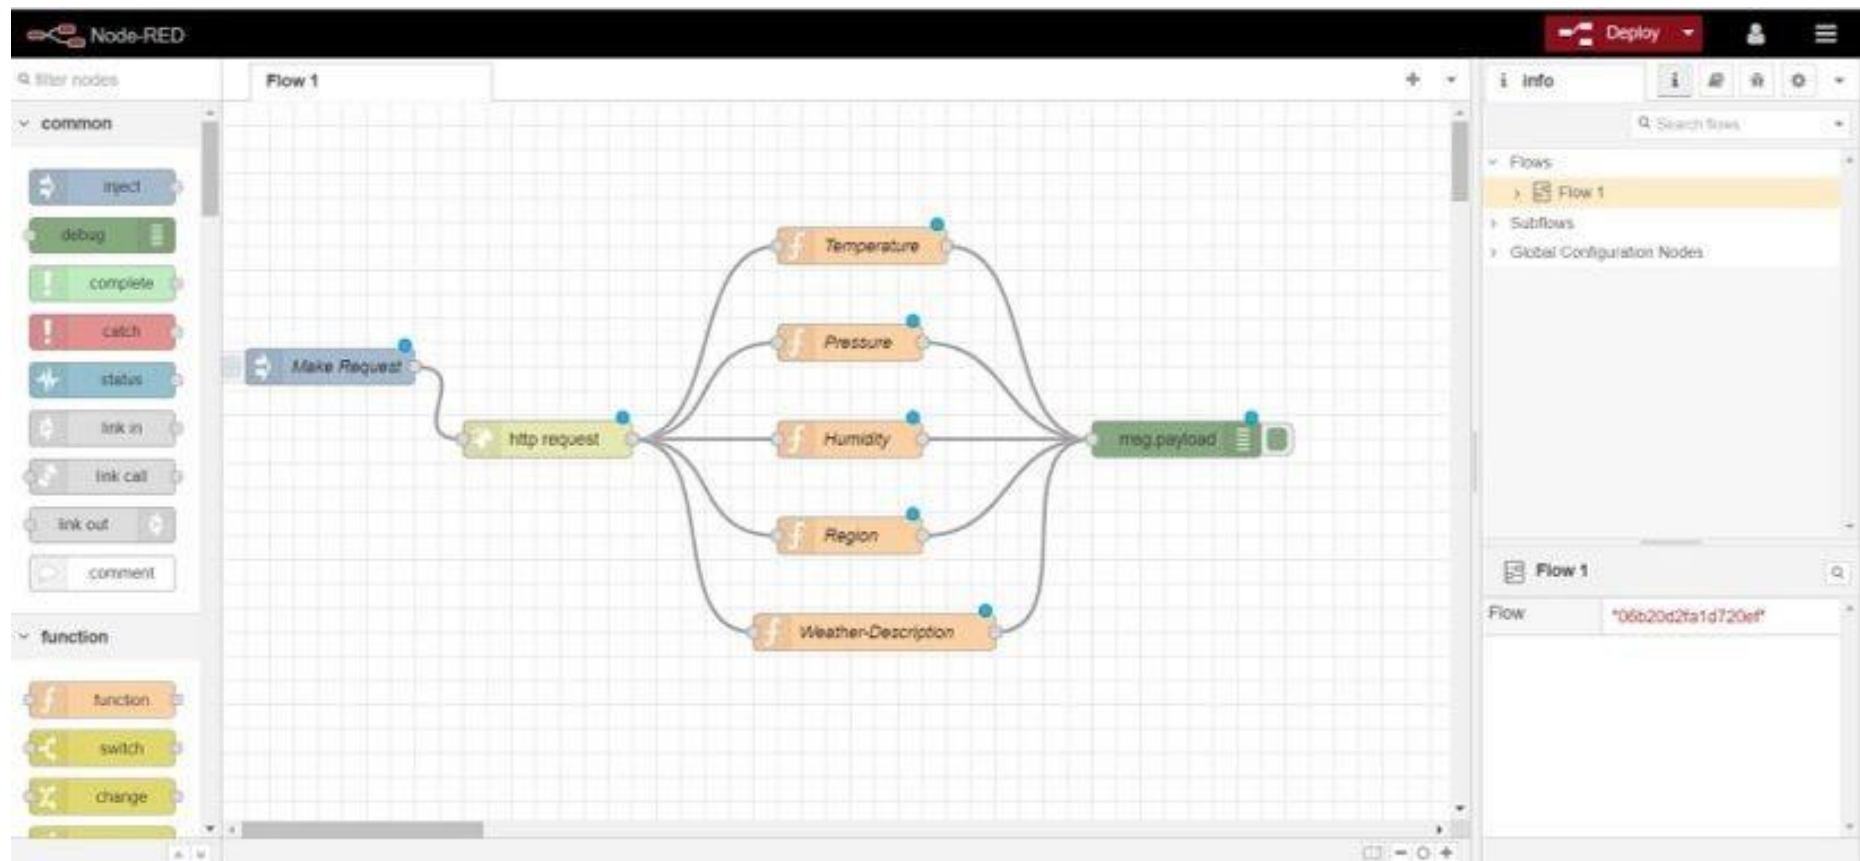 Node-RED
Deploy
filter nodes
Flow 1
common
inject
debug
complete
catch
status
link in
link call
link out
comment
function
function
switch
change
Make Request
http request
Temperature
Pressure
Humidity
Region
Weather-Description
msg.payload
i info
Search flows
Flows
Flow 1
Subflows
Global Configuration Nodes
Flow 1
Flow "06b20d2fa1d720ef"